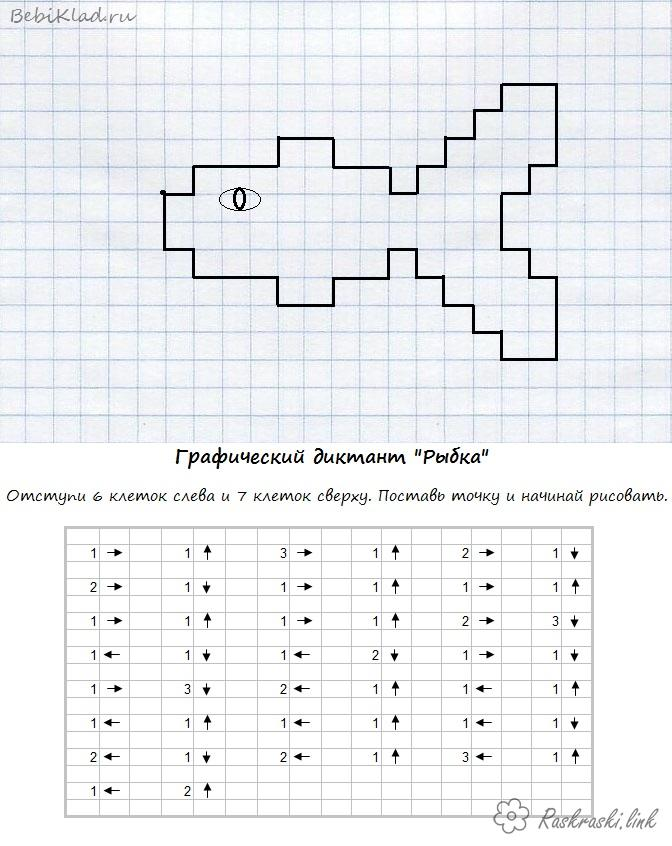 BebiKlad.ru
Графический диктант "Рыбка"
Отступи 6 клеток слева и 7 клеток сверху. Поставь точку и начинай рисовать.
1 → 1 ↑ 3 → 1 ↑ 2 → 1 ↓
2 → 1 ↓ 1 → 1 ↑ 1 → 1 ↑
1 → 1 ↑ 1 → 1 ↑ 2 → 3 ↓
1 ← 1 ↓ 1 ← 2 ↓ 1 → 1 ↓
1 → 3 ↓ 2 ← 1 ↑ 1 ← 1 ↑
1 ← 1 ↑ 1 ← 1 ↑ 1 ← 1 ↓
2 ← 1 ↓ 2 ← 1 ↑ 3 ← 1 ↑
1 ← 2 ↑
Raskraski.link